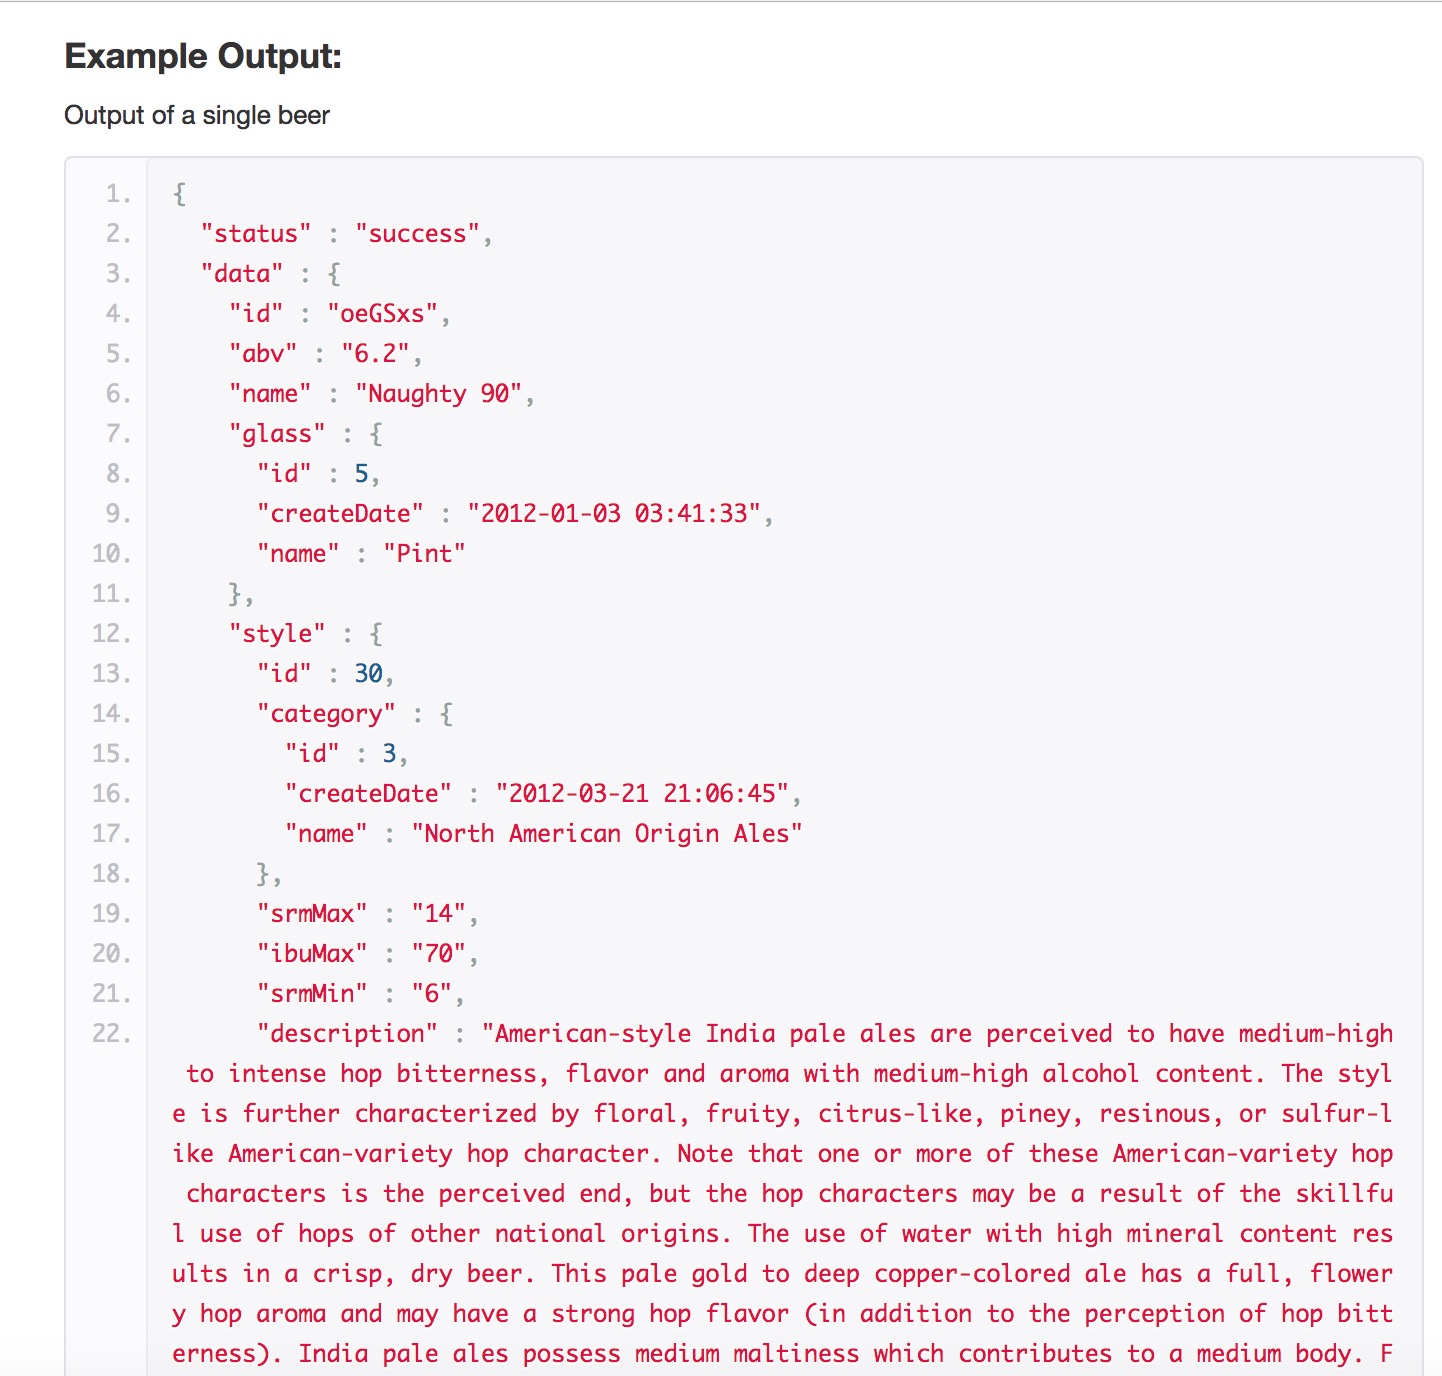 Example Output:
Output of a single beer
1. {
2. "status" : "success",
3. "data" : {
4. "id" : "oeGSxs",
5. "abv" : "6.2",
6. "name" : "Naughty 90",
7. "glass" : {
8. "id" : 5,
9. "createDate" : "2012-01-03 03:41:33",
10. "name" : "Pint"
11. },
12. "style" : {
13. "id" : 30,
14. "category" : {
15. "id" : 3,
16. "createDate" : "2012-03-21 21:06:45",
17. "name" : "North American Origin Ales"
18. },
19. "srmMax" : "14",
20. "ibuMax" : "70",
21. "srmMin" : "6",
22. "description" : "American-style India pale ales are perceived to have medium-high
to intense hop bitterness, flavor and aroma with medium-high alcohol content. The styl
e is further characterized by floral, fruity, citrus-like, piney, resinous, or sulfur-l
ike American-variety hop character. Note that one or more of these American-variety hop
characters is the perceived end, but the hop characters may be a result of the skillfu
l use of hops of other national origins. The use of water with high mineral content res
ults in a crisp, dry beer. This pale gold to deep copper-colored ale has a full, flower
y hop aroma and may have a strong hop flavor (in addition to the perception of hop bitt
erness). India pale ales possess medium maltiness which contributes to a medium body. F